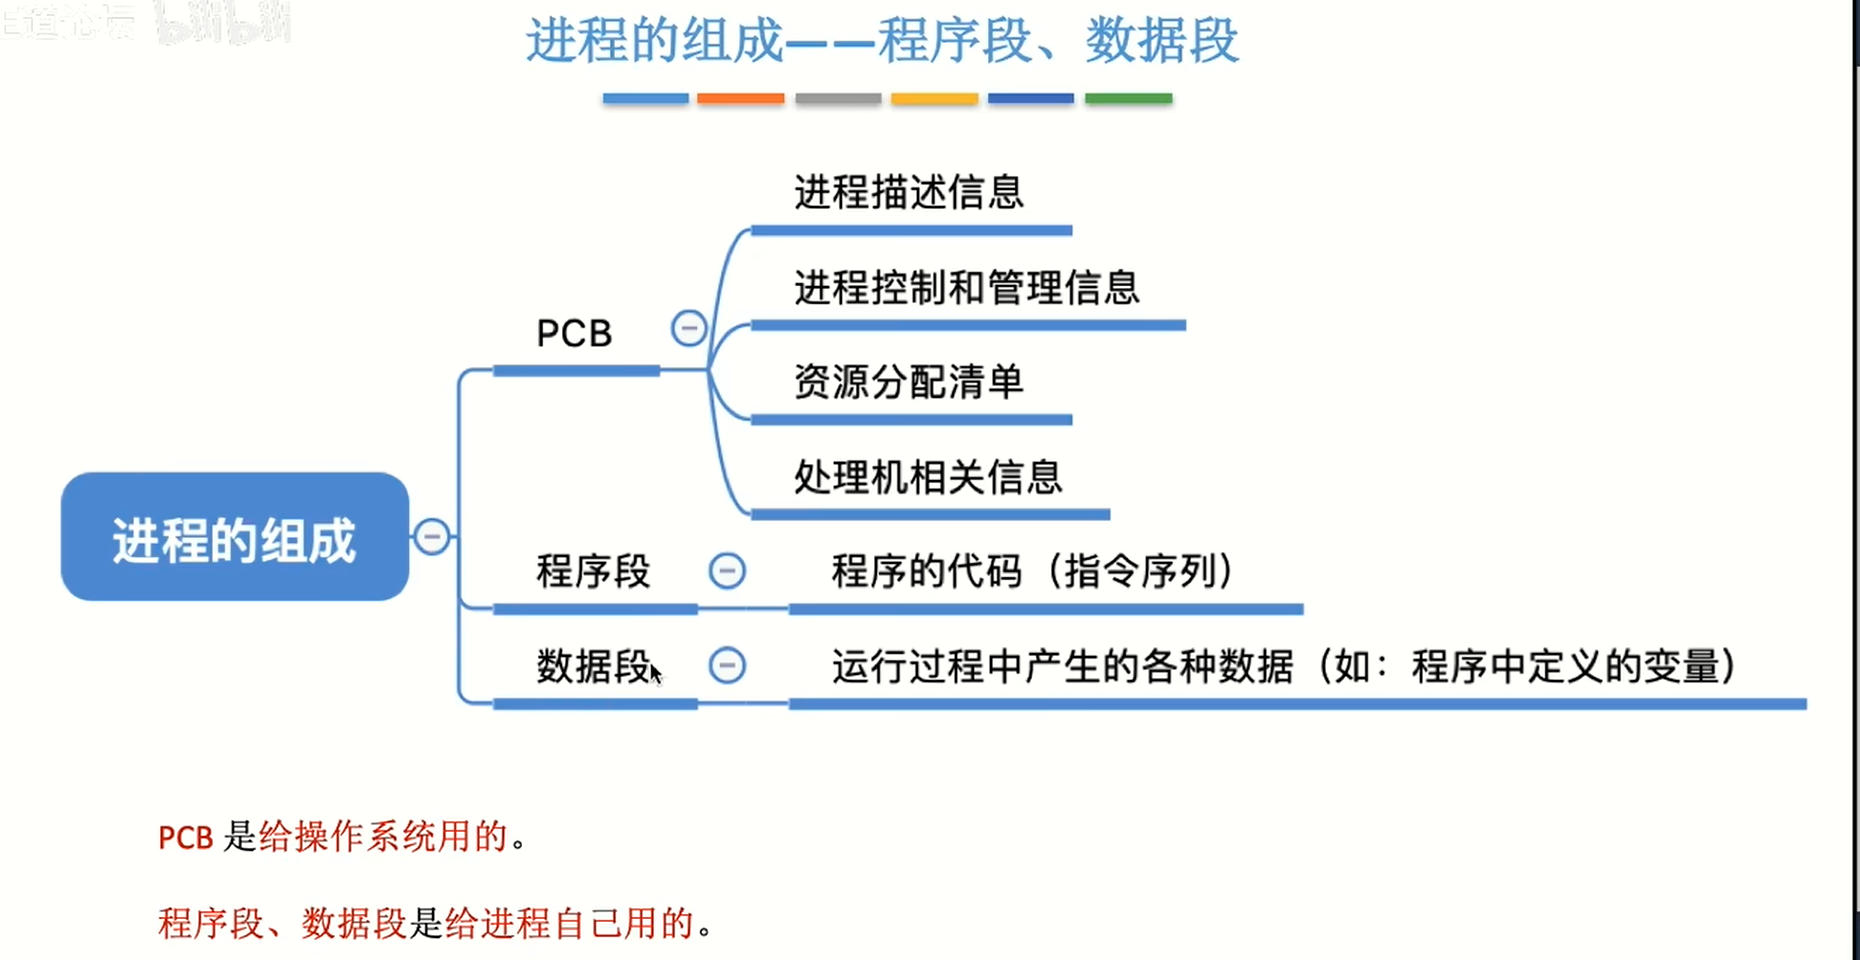 道论坛 bilibili
进程的组成——程序段、数据段
进程描述信息
进程控制和管理信息
PCB
资源分配清单
处理机相关信息
进程的组成
程序段
程序的代码（指令序列）
数据段
运行过程中产生的各种数据（如：程序中定义的变量）
PCB 是给操作系统用的。
程序段、数据段是给进程自己用的。